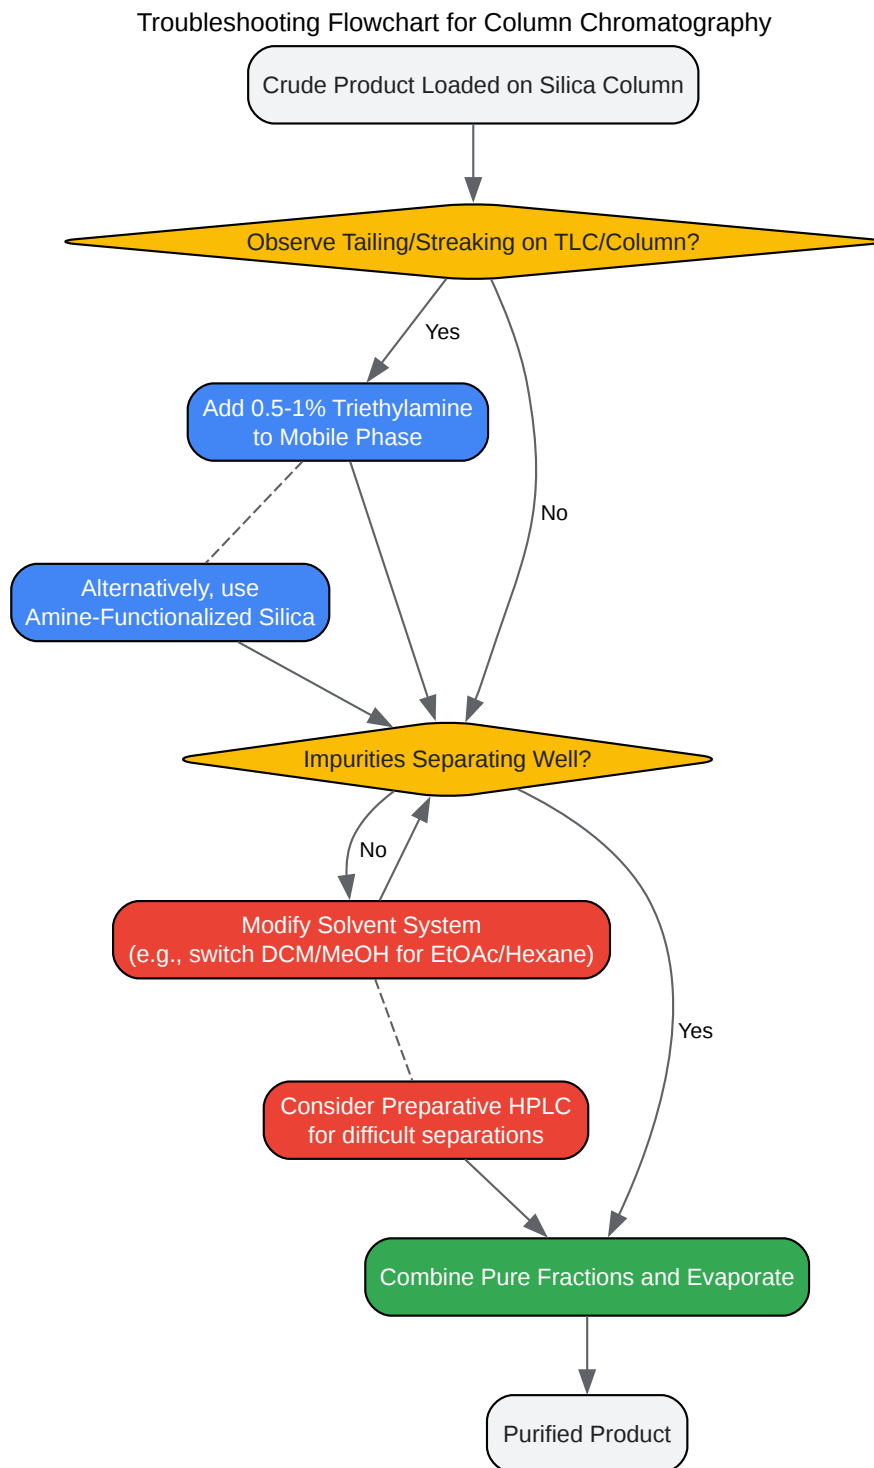 Troubleshooting Flowchart for Column Chromatography
Crude Product Loaded on Silica Column
Observe Tailing/Streaking on TLC/Column?
Yes
Add 0.5-1% Triethylamine
to Mobile Phase
No
Alternatively, use
Amine-Functionalized Silica
Impurities Separating Well?
No
Modify Solvent System
(e.g., switch DCM/MeOH for EtOAc/Hexane)
Yes
Consider Preparative HPLC
for difficult separations
Combine Pure Fractions and Evaporate
Purified Product